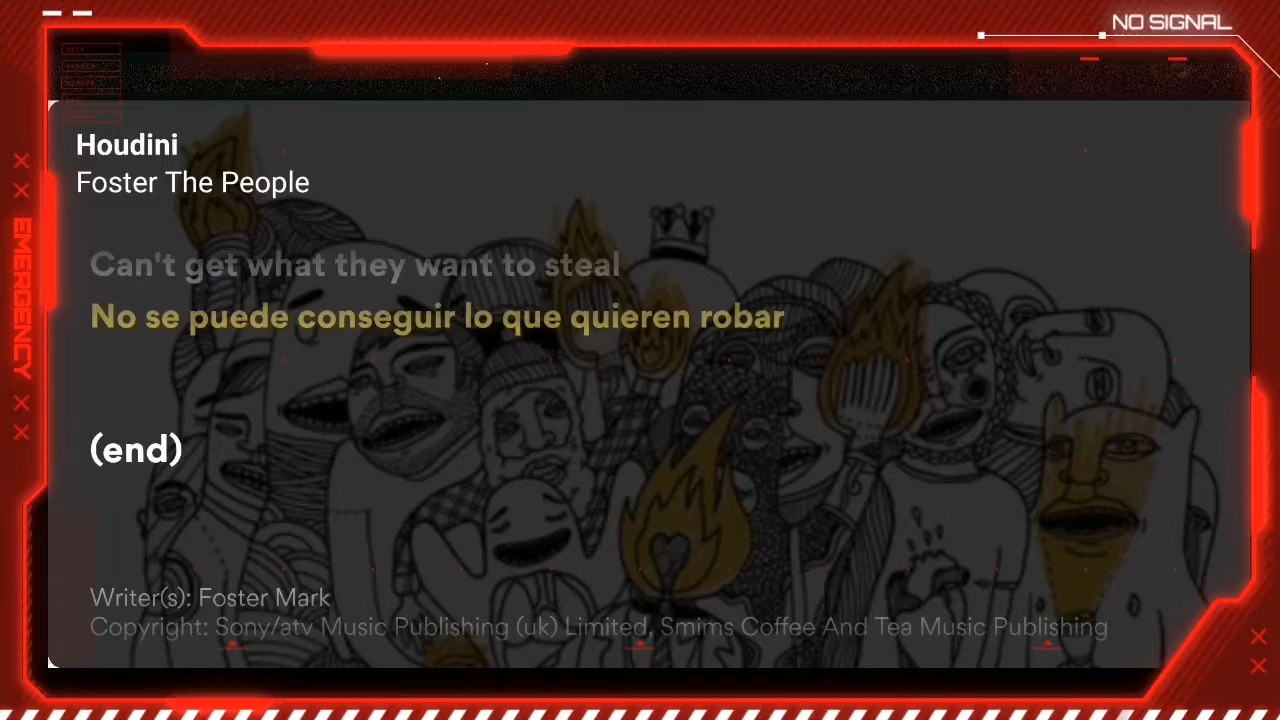 NO SIGNAL
Houdini
Foster The People
EMERGENCY
Can't get what they want to steal
No se puede conseguir lo que quieren robar
(end)
Writer(s): Foster Mark
Copyright: Sony/atv Music Publishing (uk) Limited, Smims Coffee And Tea Music Publishing